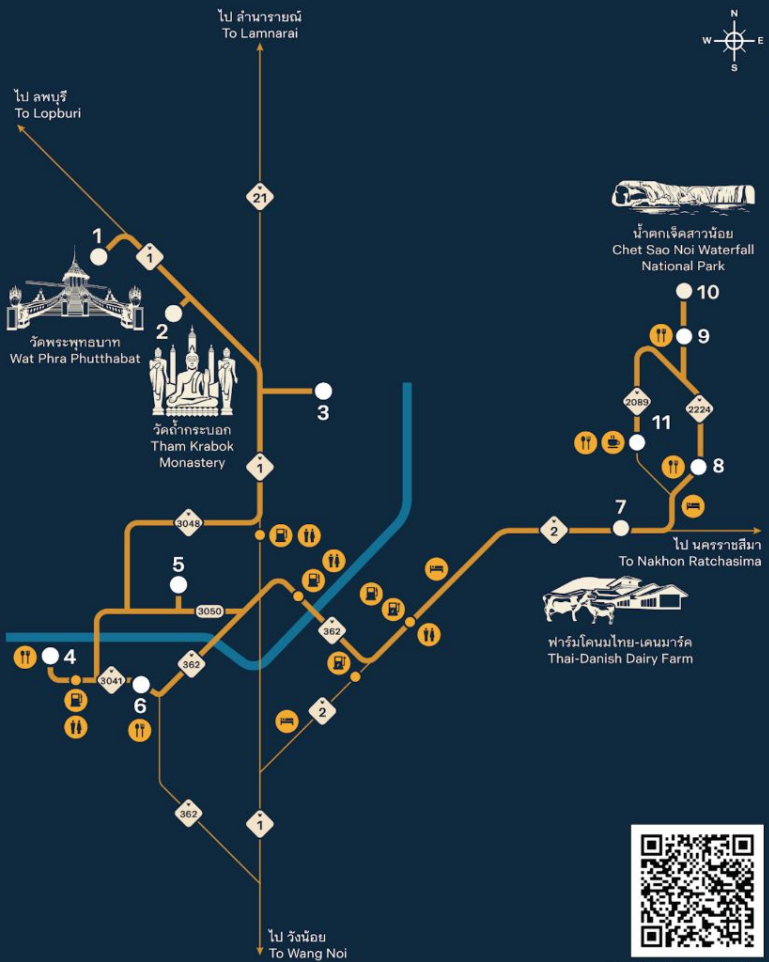 ไป ลำนารายณ์
To Lamnarai
N
W
E
S
ไป ลพบุรี
To Lopburi
21
1
1
2
วัดพระพุทธบาท
Wat Phra Phutthabat
วัดถ้ำกระบอก
Tham Krabok
Monastery
3
น้ำตกเจ็ดสาวน้อย
Chet Sao Noi Waterfall
National Park
10
9
2089
2224
11
8
1
3048
7
2
ไป นครราชสีมา
To Nakhon Ratchasima
5
3050
362
ฟาร์มโคนมไทย-เดนมาร์ค
Thai-Danish Dairy Farm
4
3041
6
362
2
362
1
ไป วังน้อย
To Wang Noi